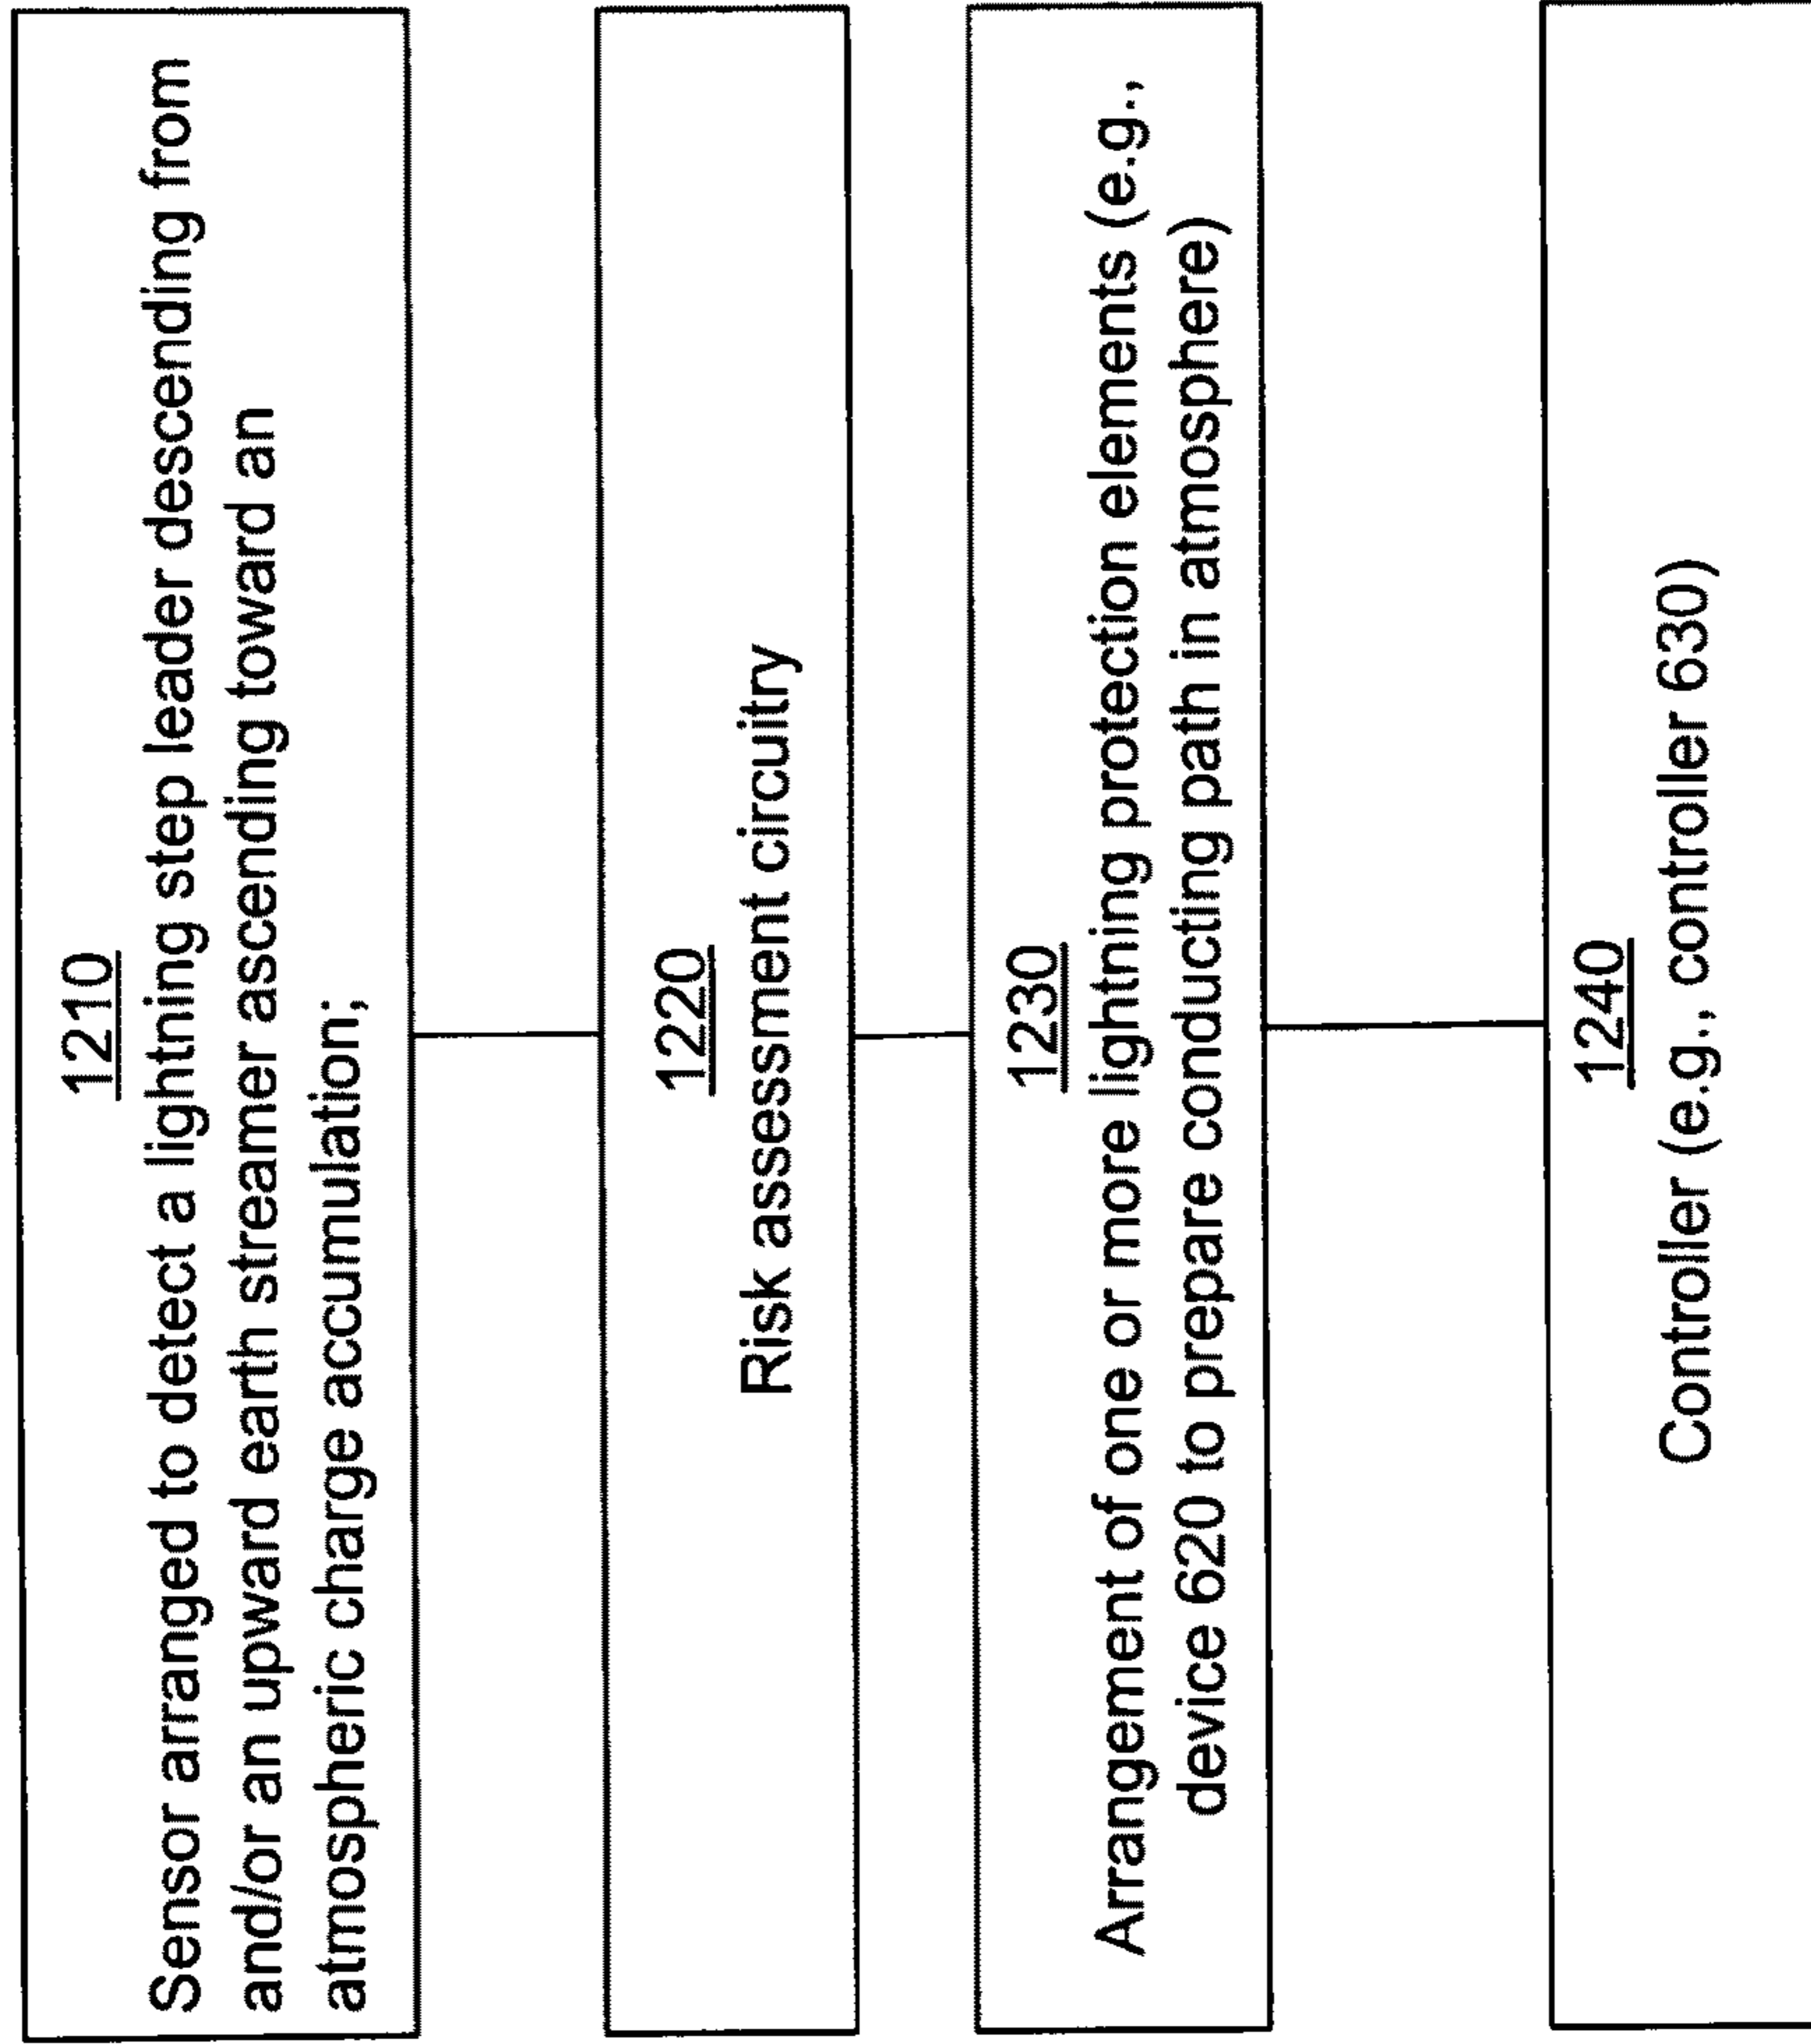 1210
Sensor arranged to detect a lightning step leader descending from
and/or an upward earth streamer ascending toward an
atmospheric charge accumulation;
1220
Risk assessment circuitry
1230
Arrangement of one or more lightning protection elements (e.g.,
device 620 to prepare conducting path in atmosphere)
1240
Controller (e.g., controller 630)